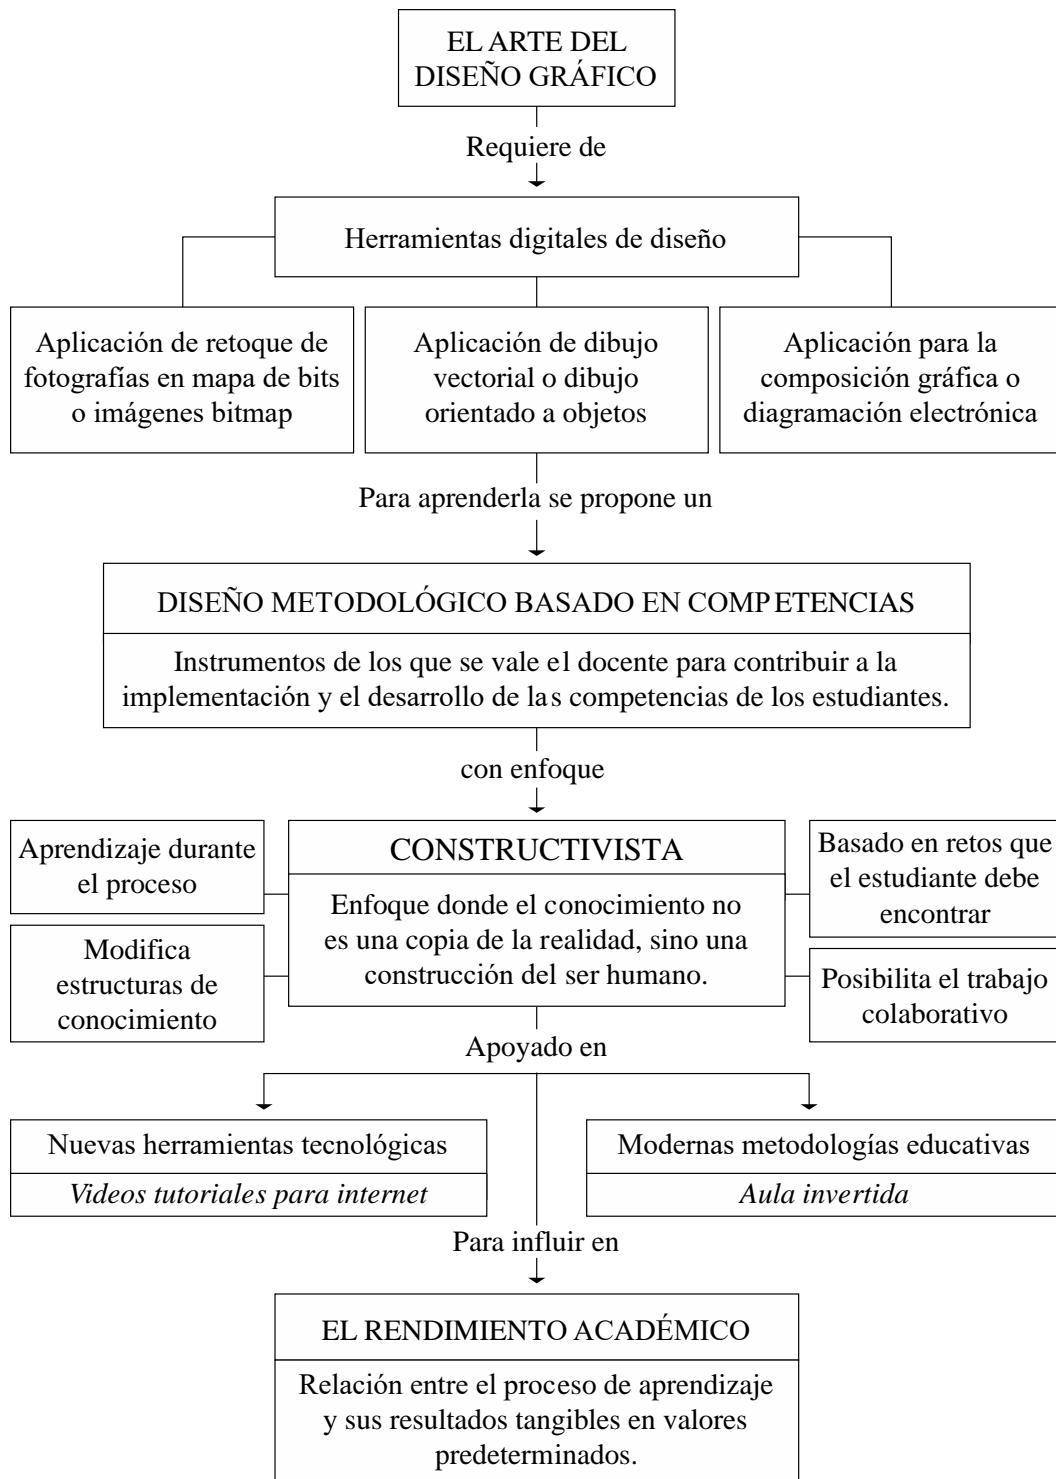 EL ARTE DEL
DISEÑO GRÁFICO
Requiere de
Herramientas digitales de diseño
Aplicación de retoque de
fotografías en mapa de bits
o imágenes bitmap
Aplicación de dibujo
vectorial o dibujo
orientado a objetos
Aplicación para la
composición gráfica o
diagramación electrónica
Para aprenderla se propone un
DISEÑO METODOLÓGICO BASADO EN COMPETENCIAS
Instrumentos de los que se vale el docente para contribuir a la
implementación y el desarrollo de las competencias de los estudiantes.
con enfoque
Aprendizaje durante
el proceso
Modifica
estructuras de
conocimiento
CONSTRUCTIVISTA
Enfoque donde el conocimiento no
es una copia de la realidad, sino una
construcción del ser humano.
Basado en retos que
el estudiante debe
encontrar
Posibilita el trabajo
colaborativo
Apoyado en
Nuevas herramientas tecnológicas
Videos tutoriales para internet
Modernas metodologías educativas
Aula invertida
Para influir en
EL RENDIMIENTO ACADÉMICO
Relación entre el proceso de aprendizaje
y sus resultados tangibles en valores
predeterminados.